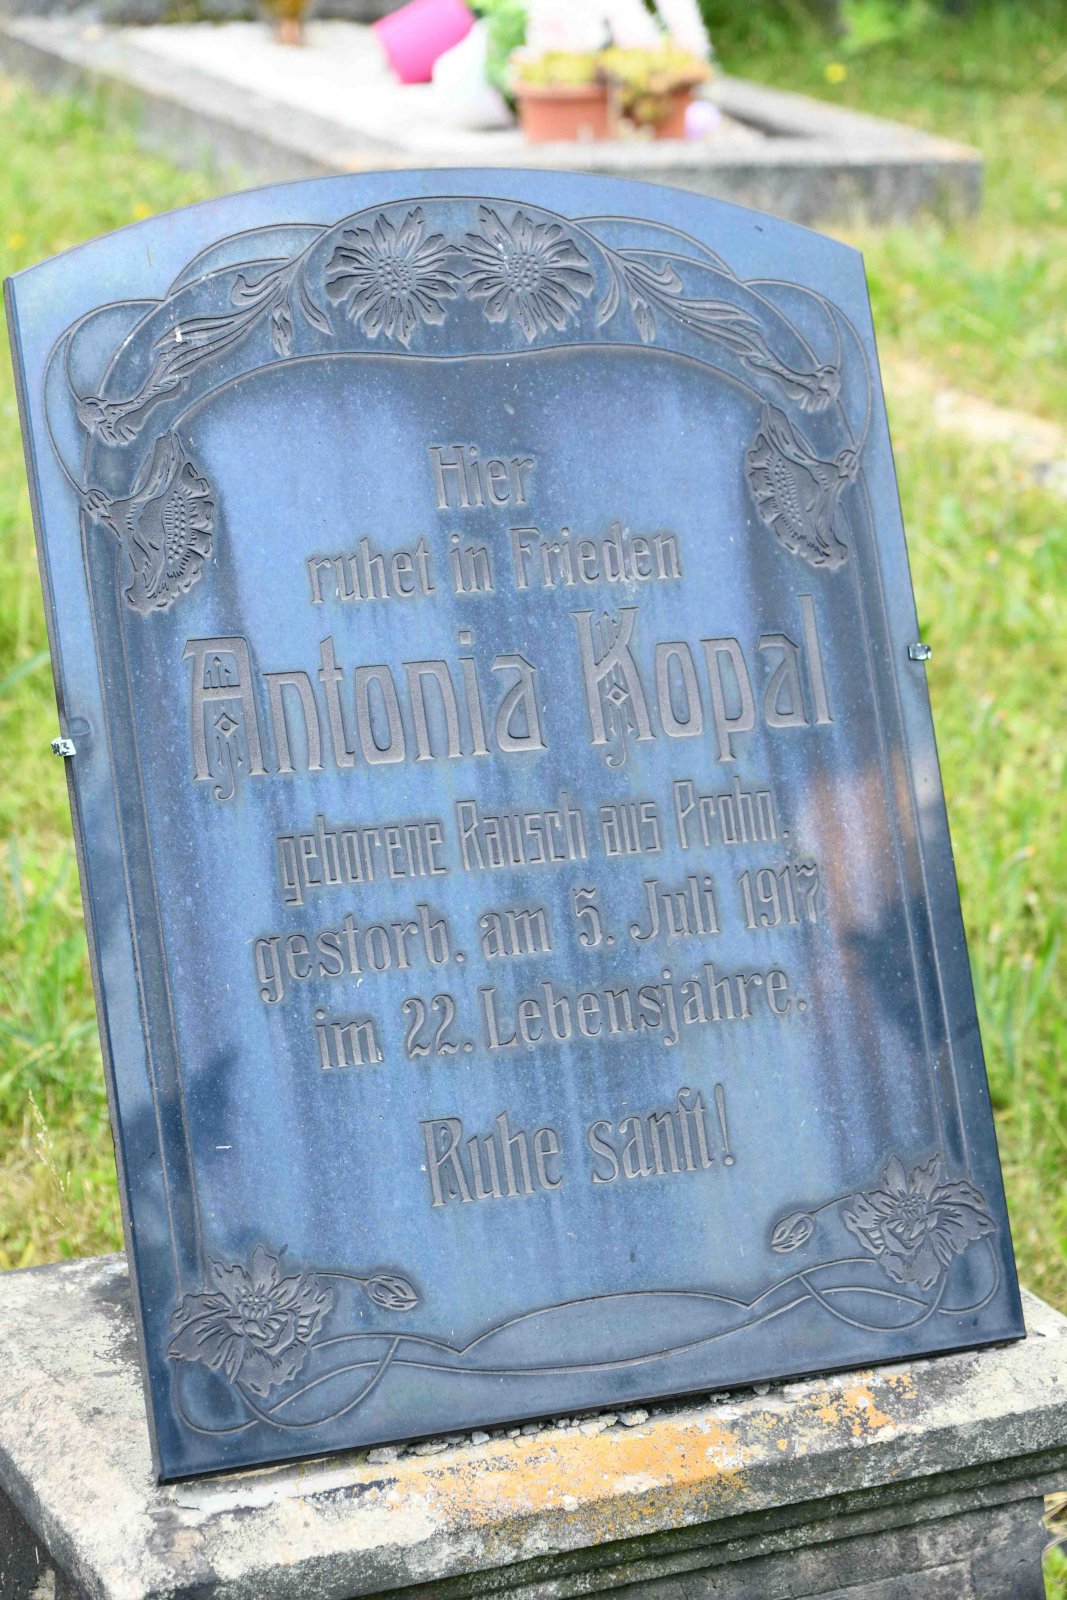 Hier
ruhet in Frieden
Antonia Kopal
geborene Rausch aus Prohn.
gestorb. am 5. Juli 1917
im 22. Lebensjahre.
Ruhe sanft!